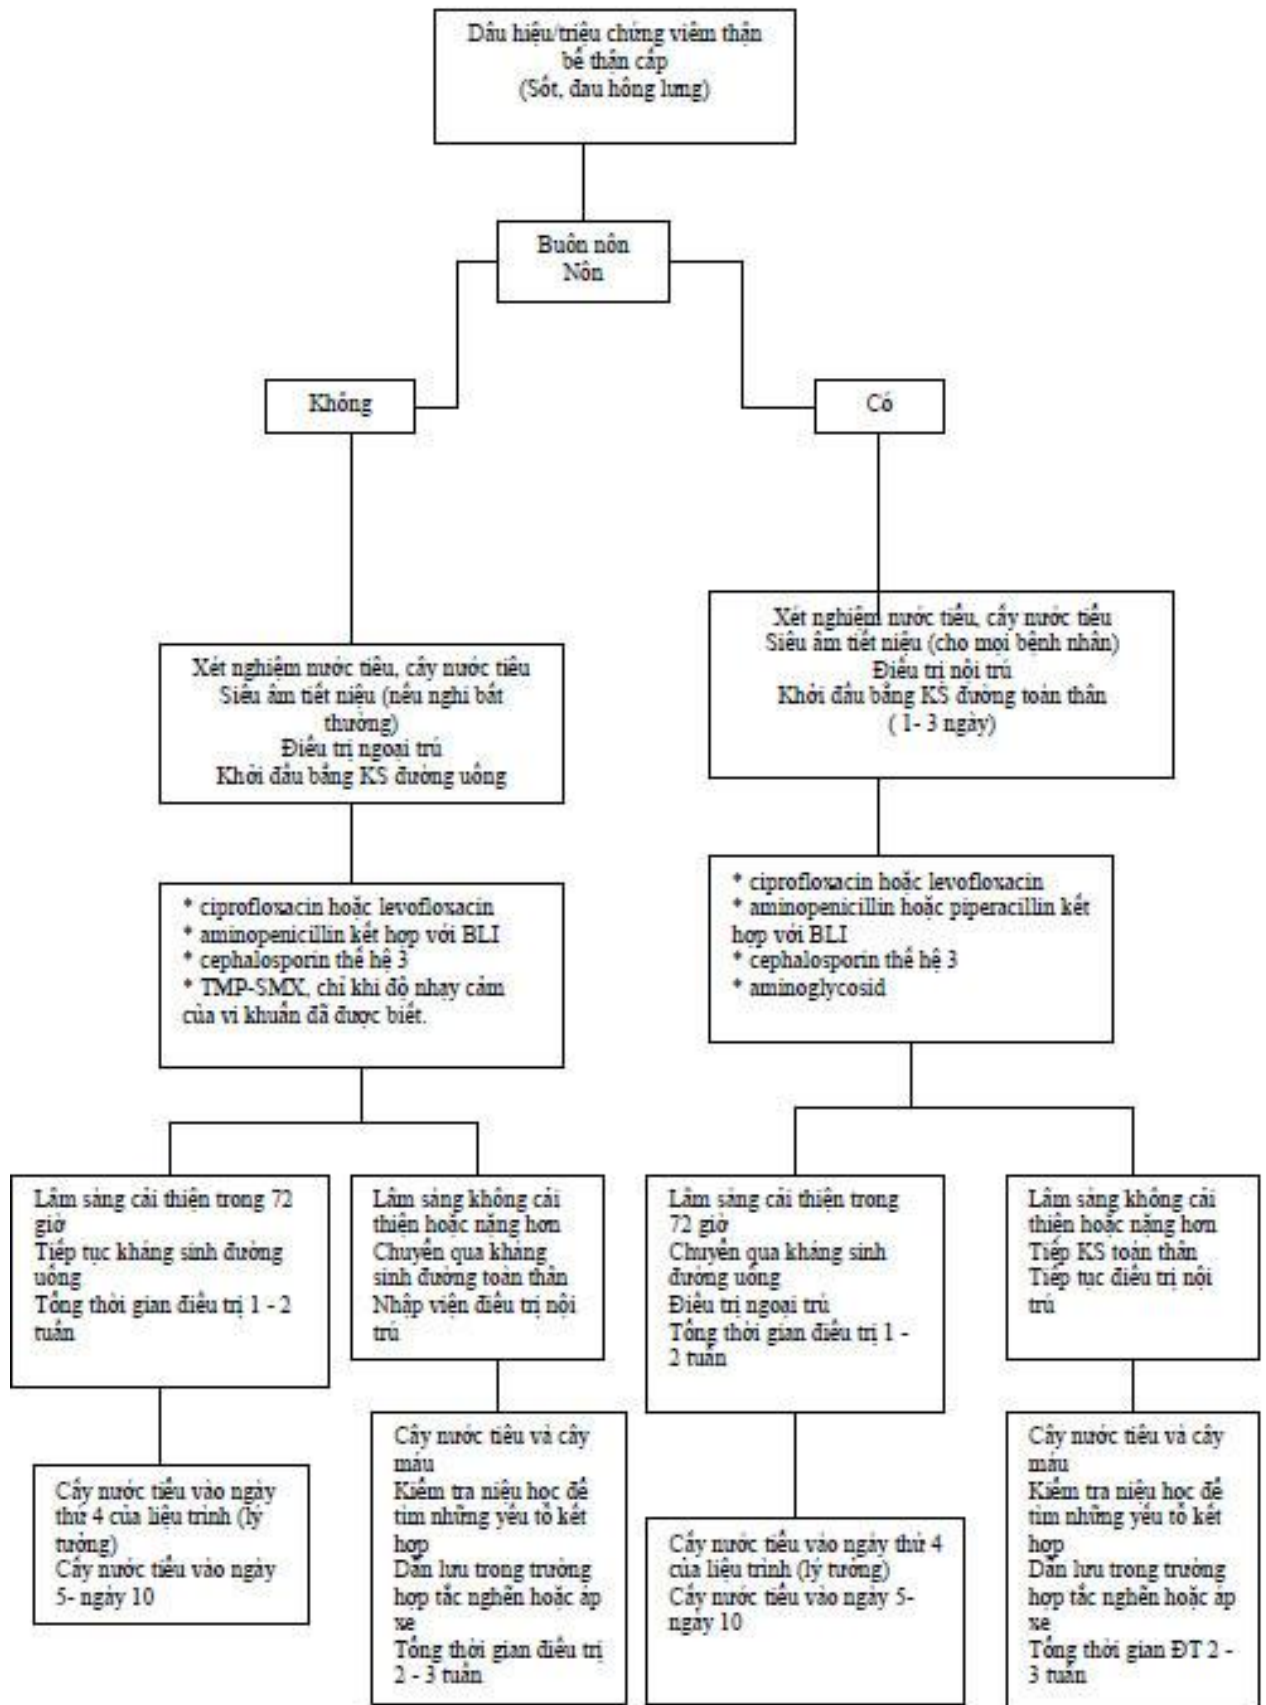 Dấu hiệu/triệu chứng viêm thận
bể thận cấp
(Sốt, đau hông lưng)
Buồn nôn
Nôn
Không
Có
Xét nghiệm nước tiểu, cấy nước tiểu
Siêu âm tiết niệu (nếu nghi bất
thường)
Điều trị ngoại trú
Khởi đầu bằng KS đường uống
Xét nghiệm nước tiểu, cấy nước tiểu
Siêu âm tiết niệu (cho mọi bệnh nhân)
Điều trị nội trú
Khởi đầu bằng KS đường toàn thân
( 1- 3 ngày)
* ciprofloxacin hoặc levofloxacin
* aminopenicillin kết hợp với BLI
* cephalosporin thế hệ 3
* TMP-SMX, chỉ khi độ nhạy cảm
của vi khuẩn đã được biết.
* ciprofloxacin hoặc levofloxacin
* aminopenicillin hoặc piperacillin kết
hợp với BLI
* cephalosporin thế hệ 3
* aminoglycosid
Lâm sàng cải thiện trong 72
giờ
Tiếp tục kháng sinh đường
uống
Tổng thời gian điều trị 1 - 2
tuần
Lâm sàng không cải
thiện hoặc nặng hơn
Chuyển qua kháng
sinh đường toàn thân
Nhập viện điều trị nội
trú
Lâm sàng cải thiện trong
72 giờ
Chuyển qua kháng sinh
đường uống
Điều trị ngoại trú
Tổng thời gian điều trị 1 -
2 tuần
Lâm sàng không cải
thiện hoặc nặng hơn
Tiếp KS toàn thân
Tiếp tục điều trị nội
trú
Cấy nước tiểu vào ngày
thứ 4 của liệu trình (lý
tưởng)
Cấy nước tiểu vào ngày
5- ngày 10
Cấy nước tiểu và cấy
máu
Kiểm tra niệu học để
tìm những yếu tố kết
hợp
Dẫn lưu trong trường
hợp tắc nghẽn hoặc áp
xe
Tổng thời gian điều trị
2 - 3 tuần
Cấy nước tiểu vào ngày thứ 4
của liệu trình (lý tưởng)
Cấy nước tiểu vào ngày 5-
ngày 10
Cấy nước tiểu và cấy
máu
Kiểm tra niệu học để
tìm những yếu tố kết
hợp
Dẫn lưu trong trường
hợp tắc nghẽn hoặc áp
xe
Tổng thời gian ĐT 2 -
3 tuần